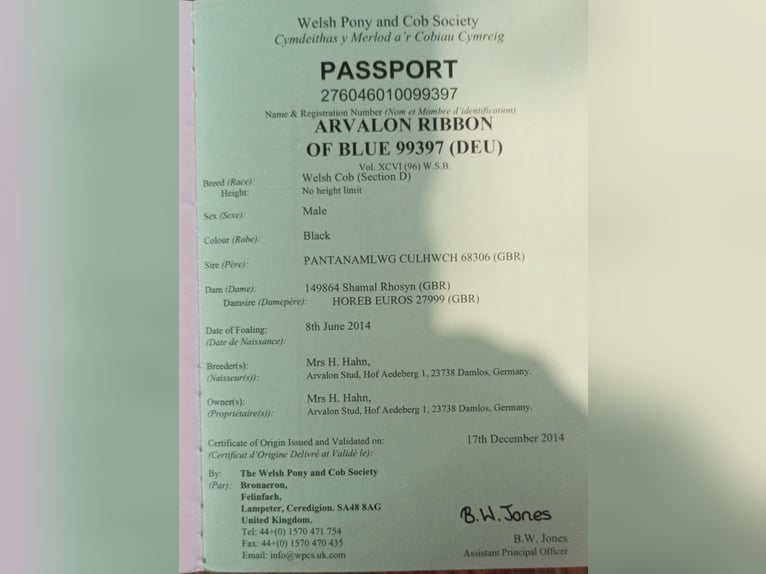 Welsh Pony and Cob Society
Cymdeithas y Merlod a'r Cobiau Cymreig
PASSPORT
276046010099397
Name & Registration Number (Nom et Mombre d'identification)
ARVALON RIBBON
OF BLUE 99397 (DEU)
Vol. XCVI (96) W.S.B.
Breed (Race): Welsh Cob (Section D)
Height: No height limit
Sex (Sexe): Male
Colour (Robe): Black
Sire (Père): PANTANAMLWG CULHWCH 68306 (GBR)
Dam (Dame): 149864 Shamal Rhosyn (GBR)
Damsire (Damepère): HOREB EUROS 27999 (GBR)
Date of Foaling: 8th June 2014
(Date de Naissance):
Breeder(s): Mrs H. Hahn,
(Naisseur(s)): Arvalon Stud, Hof Aedeberg 1, 23738 Damlos, Germany.
Owner(s): Mrs H. Hahn,
(Propriétaire(s)): Arvalon Stud, Hof Aedeberg 1, 23738 Damlos, Germany.
Certificate of Origin Issued and Validated on: 17th December 2014
(Certificat d'Origine Delivré at Validé le):
By: The Welsh Pony and Cob Society
(Par): Bronaeron,
Felinfach,
Lampeter, Ceredigion. SA48 8AG
United Kingdom.
Tel: 44+(0) 1570 471 754
Fax: 44+(0) 1570 470 435
Email: info@wpcs.uk.com
B.W. Jones
B.W. Jones
Assistant Principal Officer